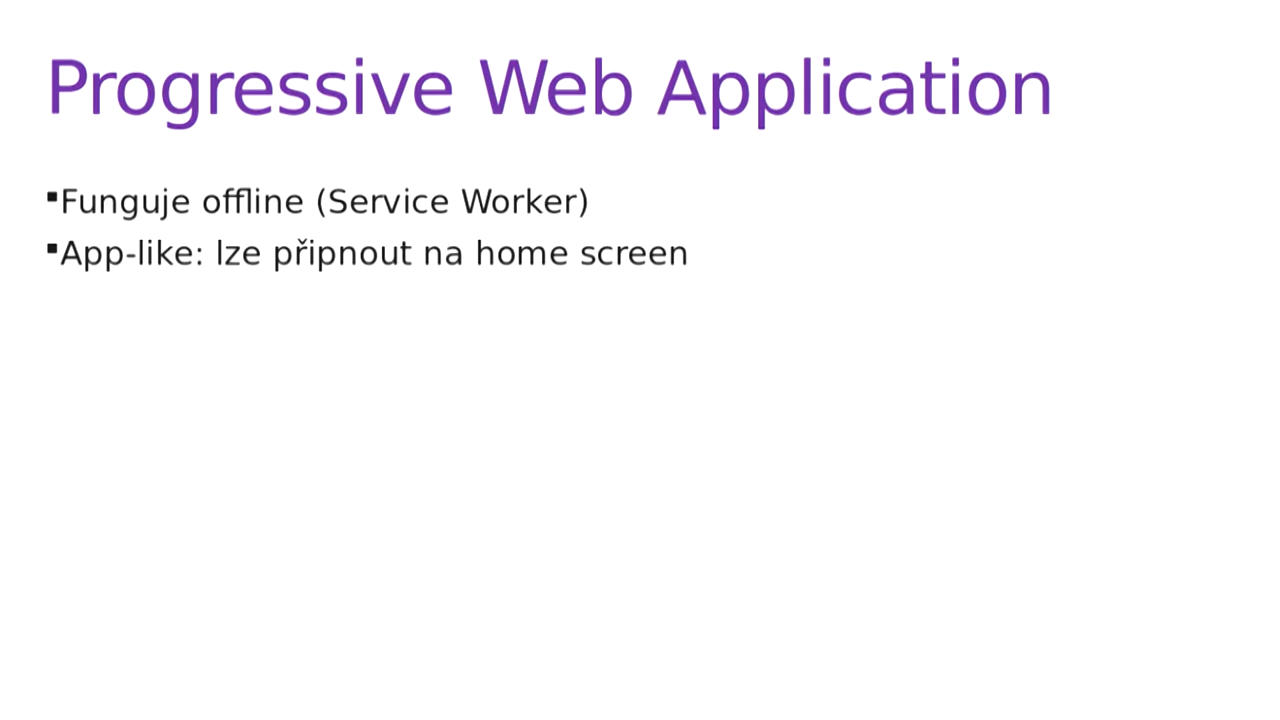 Progressive Web Application
▪Funguje offline (Service Worker)
▪App-like: lze připnout na home screen